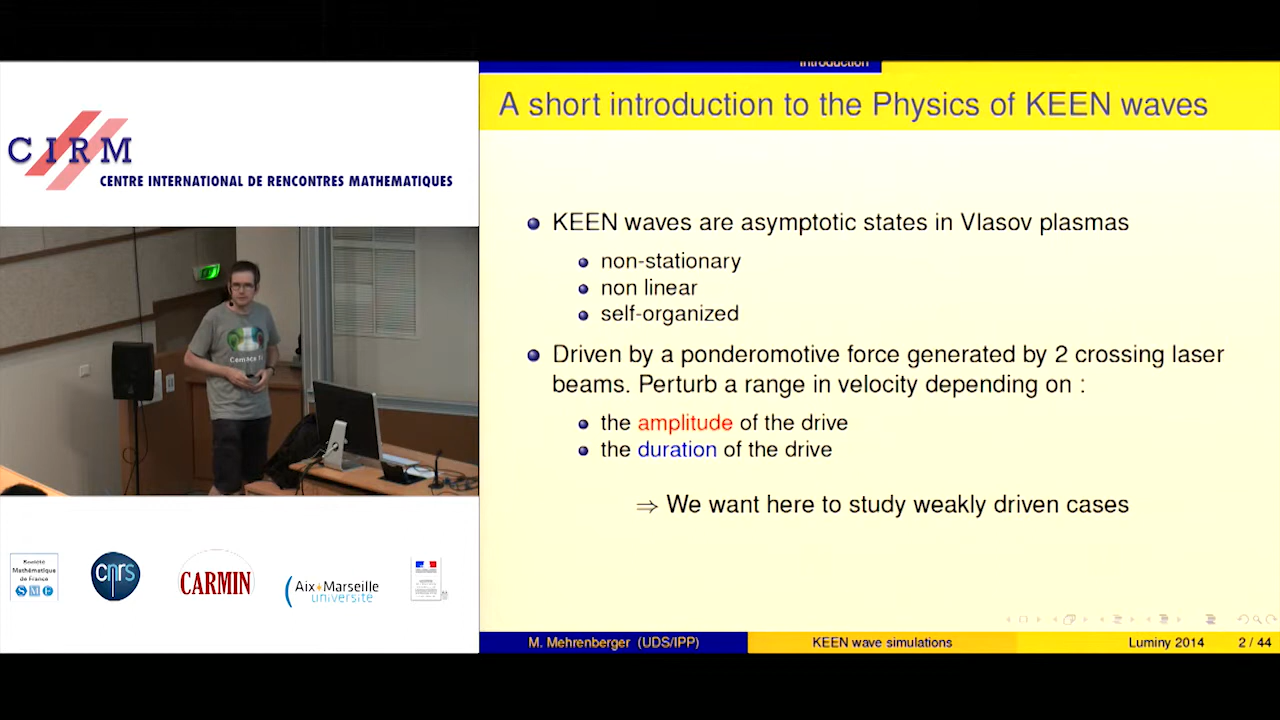 CIRM
CENTRE INTERNATIONAL DE RENCONTRES MATHEMATIQUES
Cemracs 1
Société
Mathématique
de France
S M F
cnrs
CARMIN
Aix*Marseille
université
Introduction
A short introduction to the Physics of KEEN waves
KEEN waves are asymptotic states in Vlasov plasmas
non-stationary
non linear
self-organized
Driven by a ponderomotive force generated by 2 crossing laser
beams. Perturb a range in velocity depending on :
the amplitude of the drive
the duration of the drive
⇒ We want here to study weakly driven cases
M. Mehrenberger (UDS/IPP)
KEEN wave simulations
Luminy 2014
2 / 44